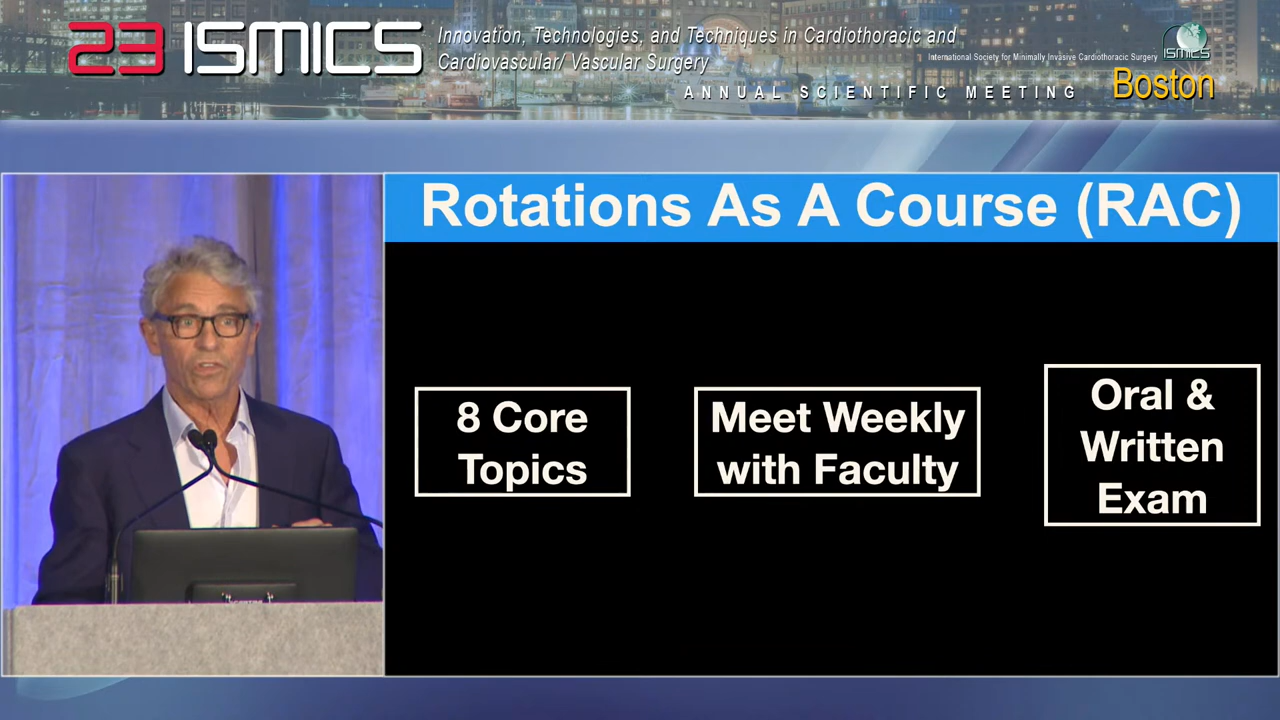 23 ISMICS
Innovation, Technologies, and Techniques in Cardiothoracic and
Cardiovascular/ Vascular Surgery
International Society for Minimally Invasive Cardiothoracic Surgery
ISMICS
ANNUAL SCIENTIFIC MEETING
Boston
Rotations As A Course (RAC)
8 Core
Topics
Meet Weekly
with Faculty
Oral &
Written
Exam